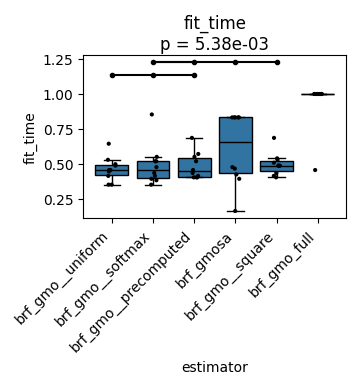 fit_time
p = 5.38e-03
fit_time
1.25
1.00
0.75
0.50
0.25
brf_gmo__uniform
brf_gmo__softmax
brf_gmo__precomputed
brf_gmosa
brf_gmo__square
brf_gmo_full
estimator